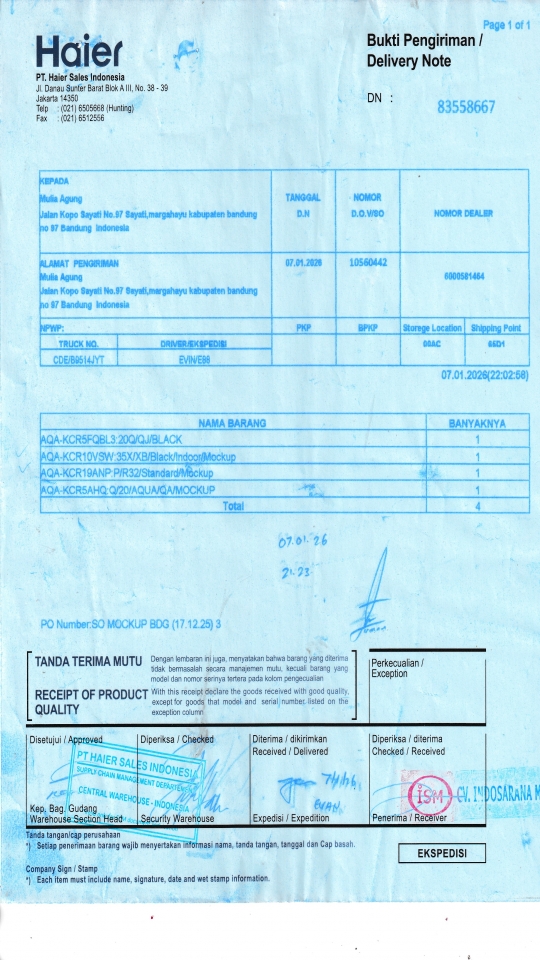 Page 1 of 1
Haier
Bukti Pengiriman /
Delivery Note
PT. Haier Sales Indonesia
Jl. Danau Sunter Barat Blok A III, No. 38 - 39
Jakarta 14350
Telp : (021) 6505668 (Hunting)
Fax : (021) 6512556
DN : 83558667
KEPADA
Mulia Agung
Jalan Kopo Sayati No.97 Sayati,margahayu kabupaten bandung
no 97 Bandung Indonesia
TANGGAL
D.N
NOMOR
D.O.V/SO
NOMOR DEALER
ALAMAT PENGIRIMAN
Mulia Agung
Jalan Kopo Sayati No.97 Sayati,margahayu kabupaten bandung
no 97 Bandung Indonesia
07.01.2026
10560442
NPWP:
PKP
BPKP
Storege Location
Shipping Point
TRUCK NO.
DRIVER/EKSPEDISI
CDE/B9514JYT
07.01.2026(22:02:58)
NAMA BARANG BANYAKNYA
AQA-KCR5FQBL3:20Q/QJ/BLACK 1
AQA-KCR10VSW:35X/XB/Black/Indoor/Mockup 1
AQA-KCR19ANP:P/R32/Standard/Mockup 1
AQA-KCR5AHQ:Q/20/AQUA/QA/MOCKUP 1
Total 4
07.01.26
21.23
PO Number:SO MOCKUP BDG (17.12.25) 3
TANDA TERIMA MUTU
Dengan lembaran ini juga, menyatakan bahwa barang yang diterima
tidak bermasalah secara manajemen mutu, kecuali barang yang
model dan nomor serinya tertera pada kolom pengecualian
RECEIPT OF PRODUCT
QUALITY
With this receipt declare the goods received with good quality,
except for goods that model and serial number listed on the
exception column
Perkecualian /
Exception
Disetujui / Approved
Diperiksa / Checked
Diterima / dikirimkan
Received / Delivered
Diperiksa / diterima
Checked / Received
PT HAIER SALES INDONESIA
SUPPLY CHAIN MANAGEMENT DEPARTEMENT
CENTRAL WAREHOUSE - INDONESIA
EVAN
ISM
CV. INDOSARANA M
Kep, Bag, Gudang
Warehouse Section Head
Security Warehouse
Expedisi / Expedition
Penerima / Receiver
Tanda tangan/cap perusahaan
*) Setiap penerimaan barang wajib menyertakan informasi nama, tanda tangan, tanggal dan Cap basah.
EKSPEDISI
Company Sign / Stamp
*) Each item must include name, signature, date and wet stamp information.